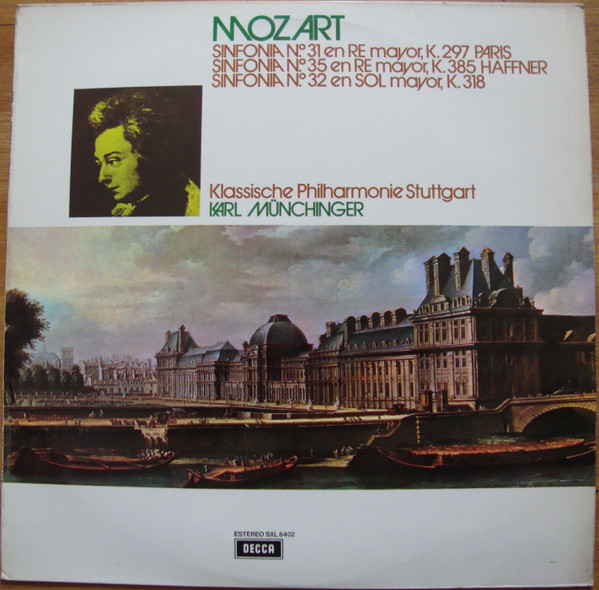 MOZART
SINFONIA Nº 31 en RE mayor, K. 297 PARIS
SINFONIA Nº 35 en RE mayor, K. 385 HAFFNER
SINFONIA Nº 32 en SOL mayor, K. 318
Klassische Philharmonie Stuttgart
KARL MÜNCHINGER
ESTEREO SXL 6402
DECCA